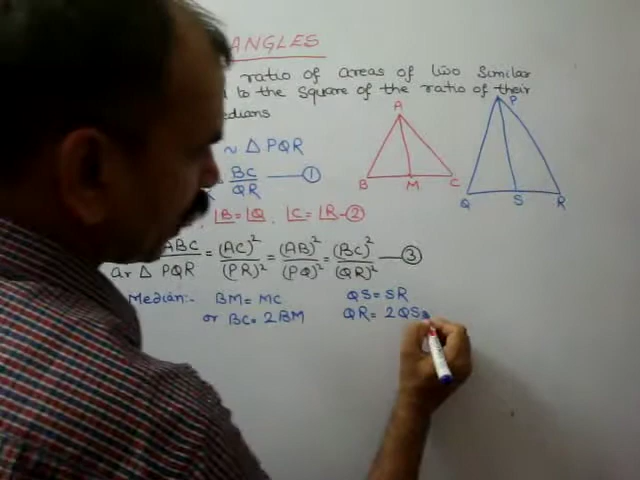 ANGLES
ratio of areas of two similar
to the square of the ratio of their
edians
A
P
B M C
Q S R
~ Δ PQR
BC/QR — ①
∠B = ∠Q, ∠C = ∠R - ②
ABC/Ar Δ PQR = (AC)²/(PR)² = (AB)²/(PQ)² = (BC)²/(QR)² — ③
Median:- BM = MC QS = SR
or BC = 2BM QR = 2QS